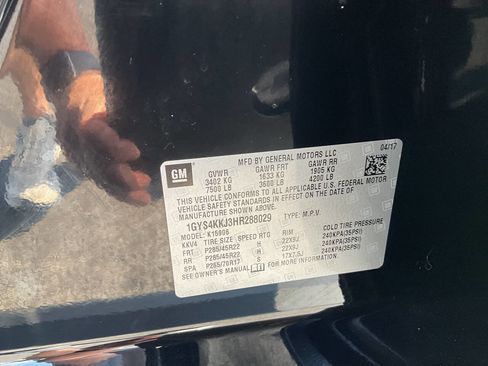 GM
MFD BY GENERAL MOTORS LLC
04/17
GVWR GAWR FRT GAWR RR
3402 KG 1633 KG 1905 KG
7500 LB 3600 LB 4200 LB
THIS VEHICLE CONFORMS TO ALL APPLICABLE U.S. FEDERAL MOTOR
VEHICLE SAFETY STANDARDS IN EFFECT ON THE DATE OF
MANUFACTURE SHOWN ABOVE.
1GYS4KKJ3HR288029 TYPE: M.P.V.
MODEL: K15906
KKV4 TIRE SIZE SPEED RTG RIM COLD TIRE PRESSURE
FRT P285/45R22 H 22X9J 240KPA(35PSI)
RR P285/45R22 H 22X9J 240KPA(35PSI)
SPA P265/70R17 S 17X7.5J 240KPA(35PSI)
SEE OWNER'S MANUAL FOR MORE INFORMATION.